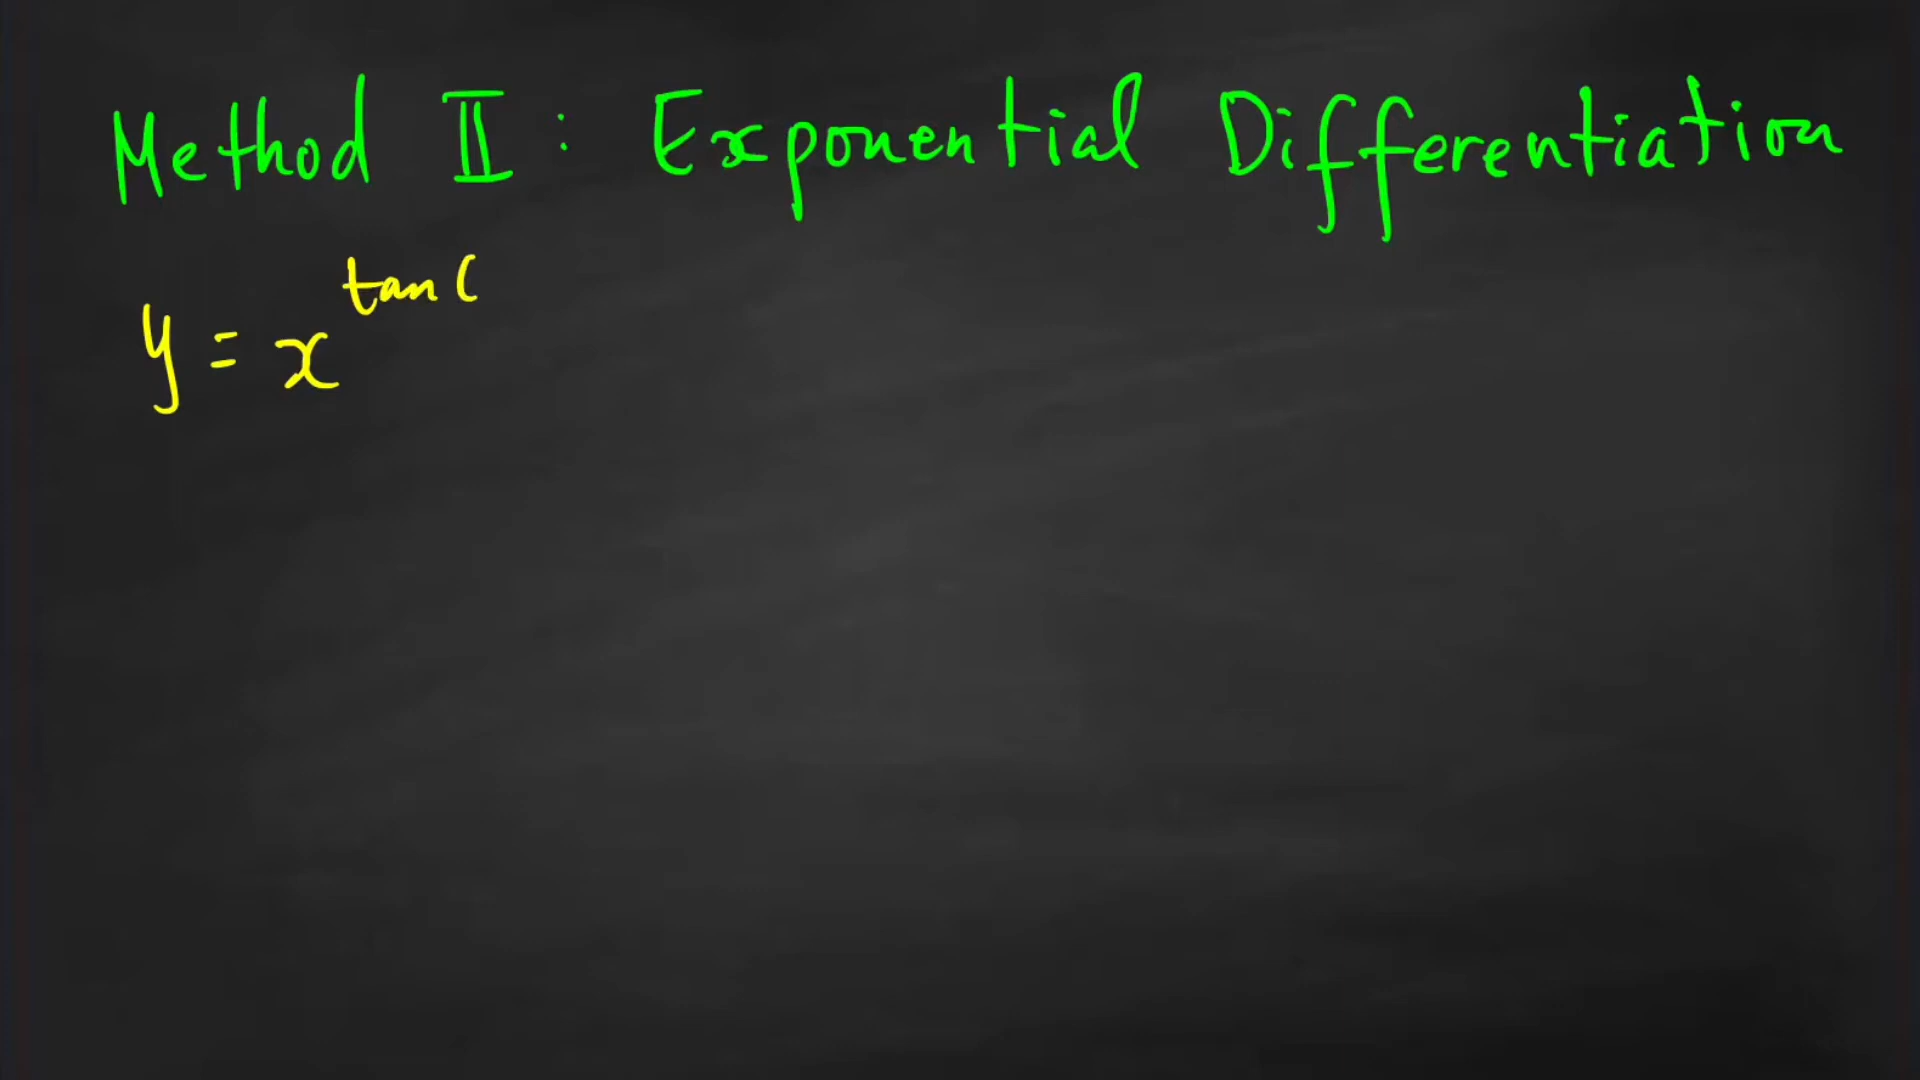 Method II : Exponential Differentiation
y = x^tan(